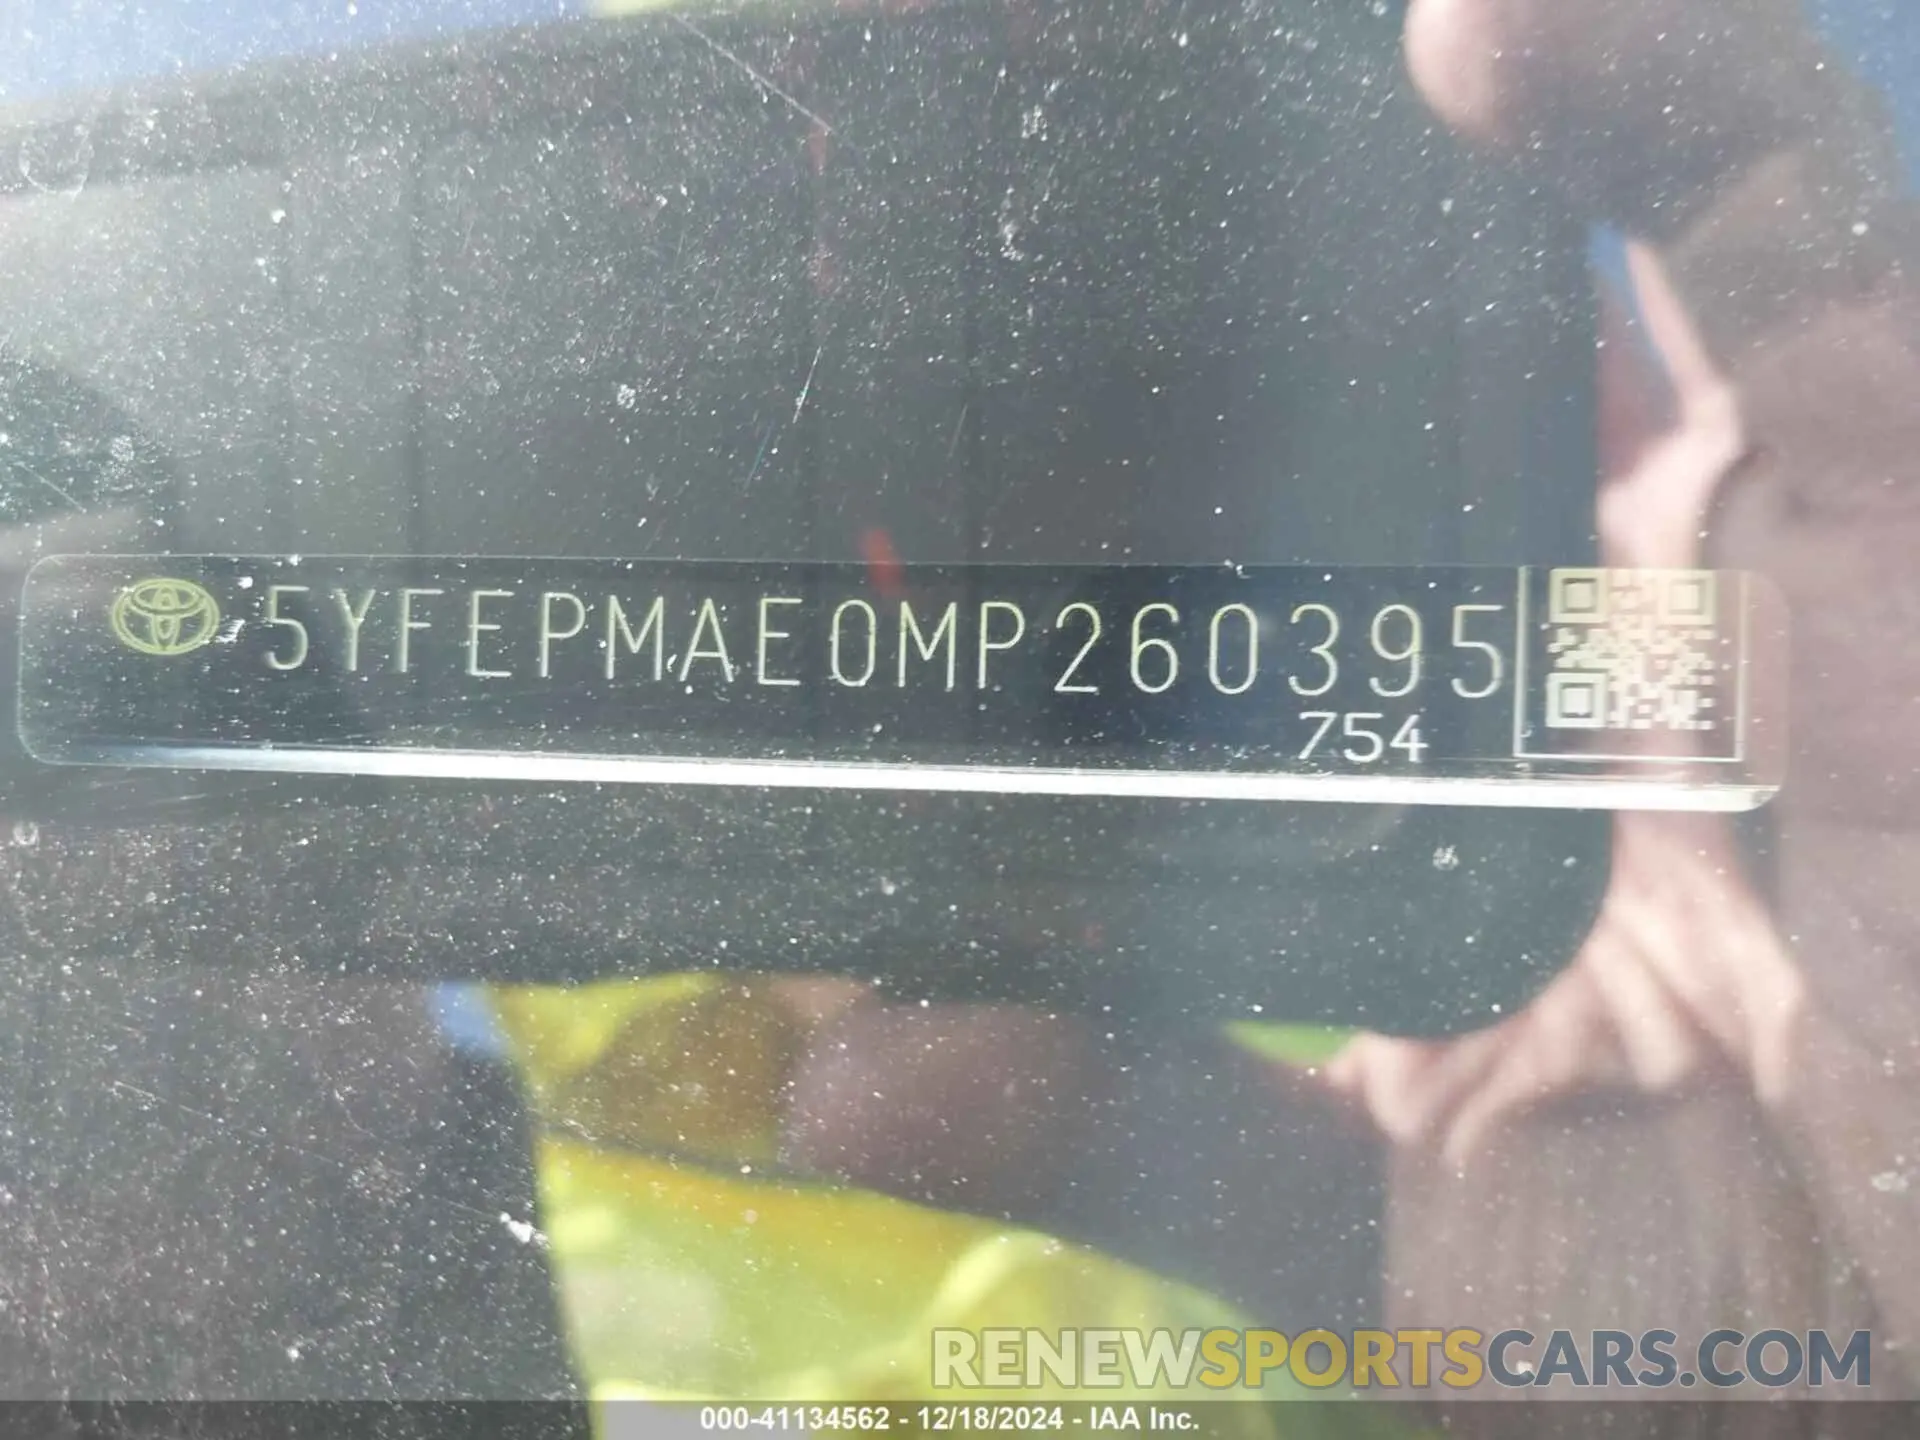 5YFEPMAE0MP260395
754
RENEWSPORTSCARS.COM
000-41134562 - 12/18/2024 - IAA Inc.